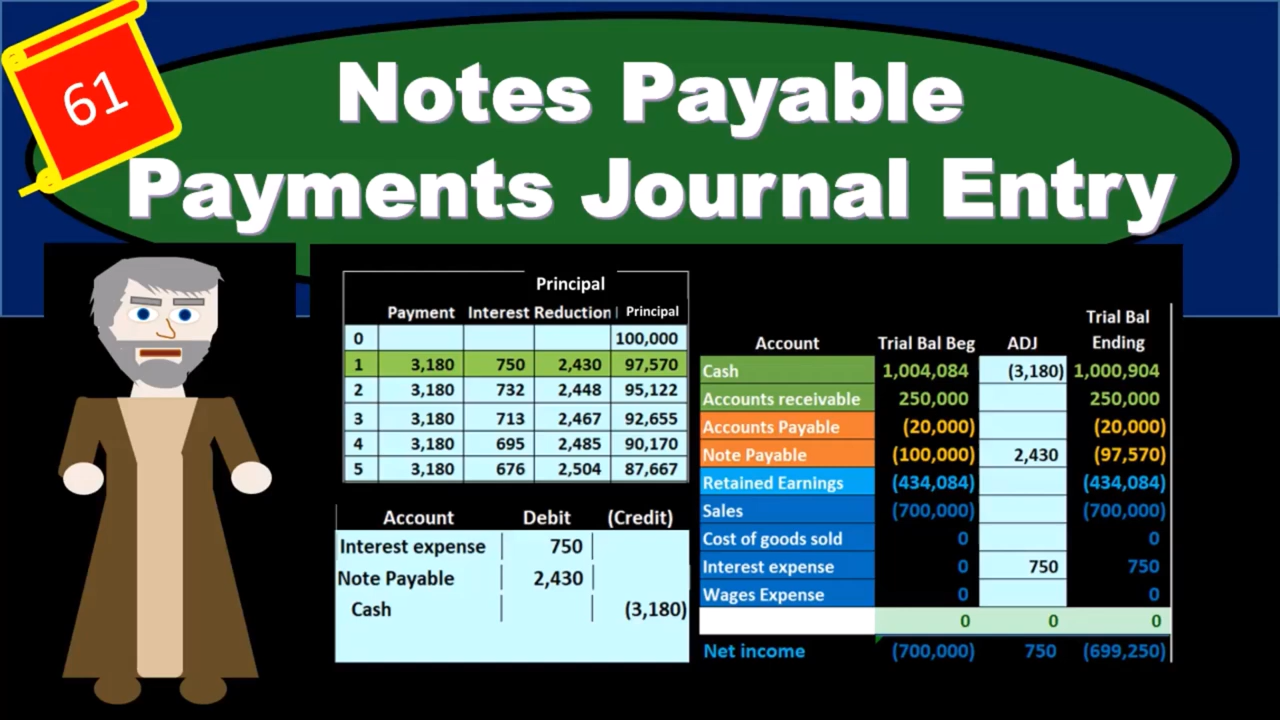 61
Notes Payable
Payments Journal Entry
Principal
Payment Interest Reduction Principal
0 100,000
1 3,180 750 2,430 97,570
2 3,180 732 2,448 95,122
3 3,180 713 2,467 92,655
4 3,180 695 2,485 90,170
5 3,180 676 2,504 87,667
Account Debit (Credit)
Interest expense 750
Note Payable 2,430
Cash (3,180)
Trial Bal
Account Trial Bal Beg ADJ Ending
Cash 1,004,084 (3,180) 1,000,904
Accounts receivable 250,000 250,000
Accounts Payable (20,000) (20,000)
Note Payable (100,000) 2,430 (97,570)
Retained Earnings (434,084) (434,084)
Sales (700,000) (700,000)
Cost of goods sold 0 0
Interest expense 0 750 750
Wages Expense 0 0
0 0 0
Net income (700,000) 750 (699,250)